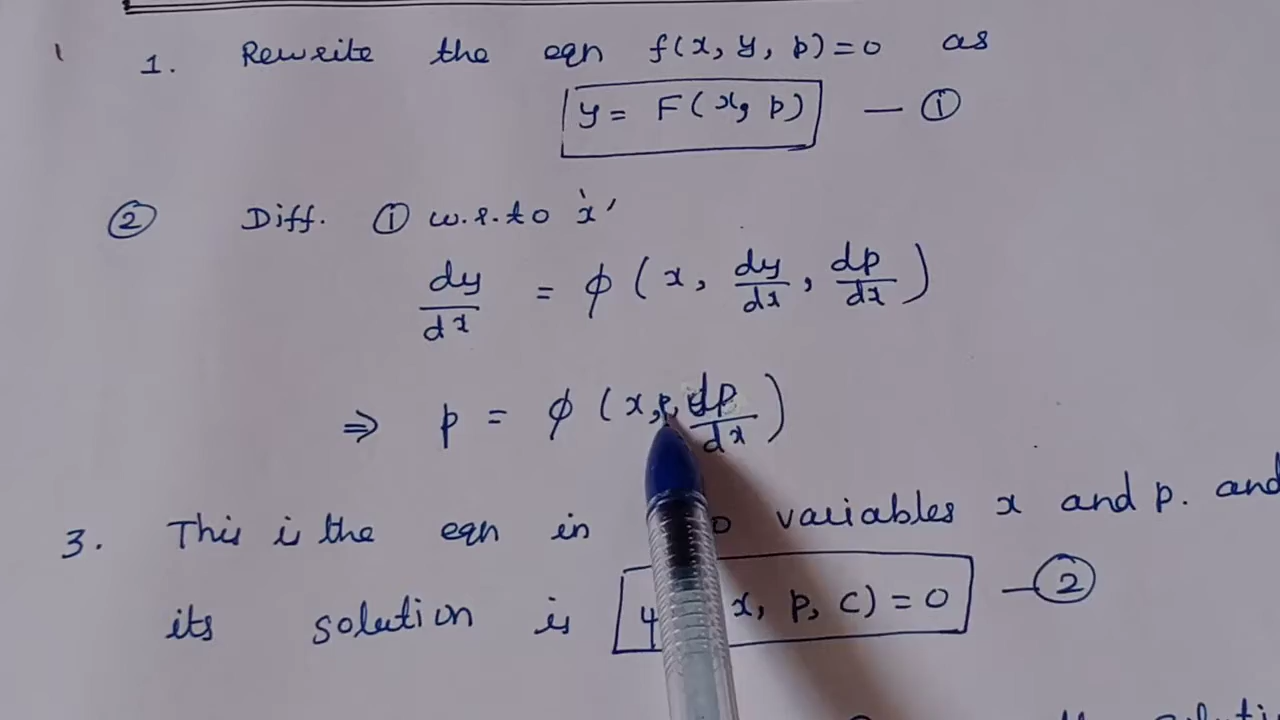 1. Rewrite the eqn f(x, y, p)=0 as
y = F(x, p) — ①
② Diff. ① w.r.to 'x'
dy/dx = φ(x, dy/dx, dp/dx)
⇒ p = φ(x, p, dp/dx)
3. This is the eqn in variables x and p. and
its solution is x, p, c) = 0 — ②